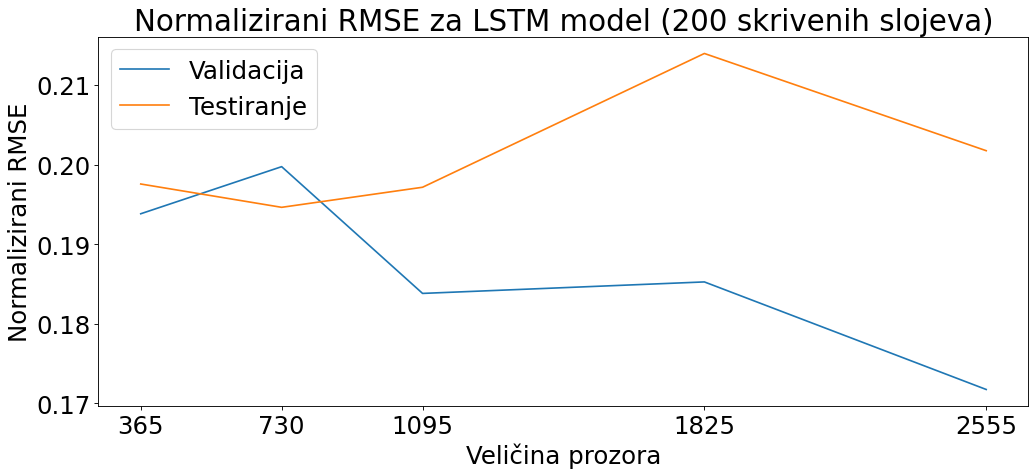 Normalizirani RMSE za LSTM model (200 skrivenih slojeva)
Validacija
Testiranje
Normalizirani RMSE
0.21
0.20
0.19
0.18
0.17
365 730 1095 1825 2555
Veličina prozora